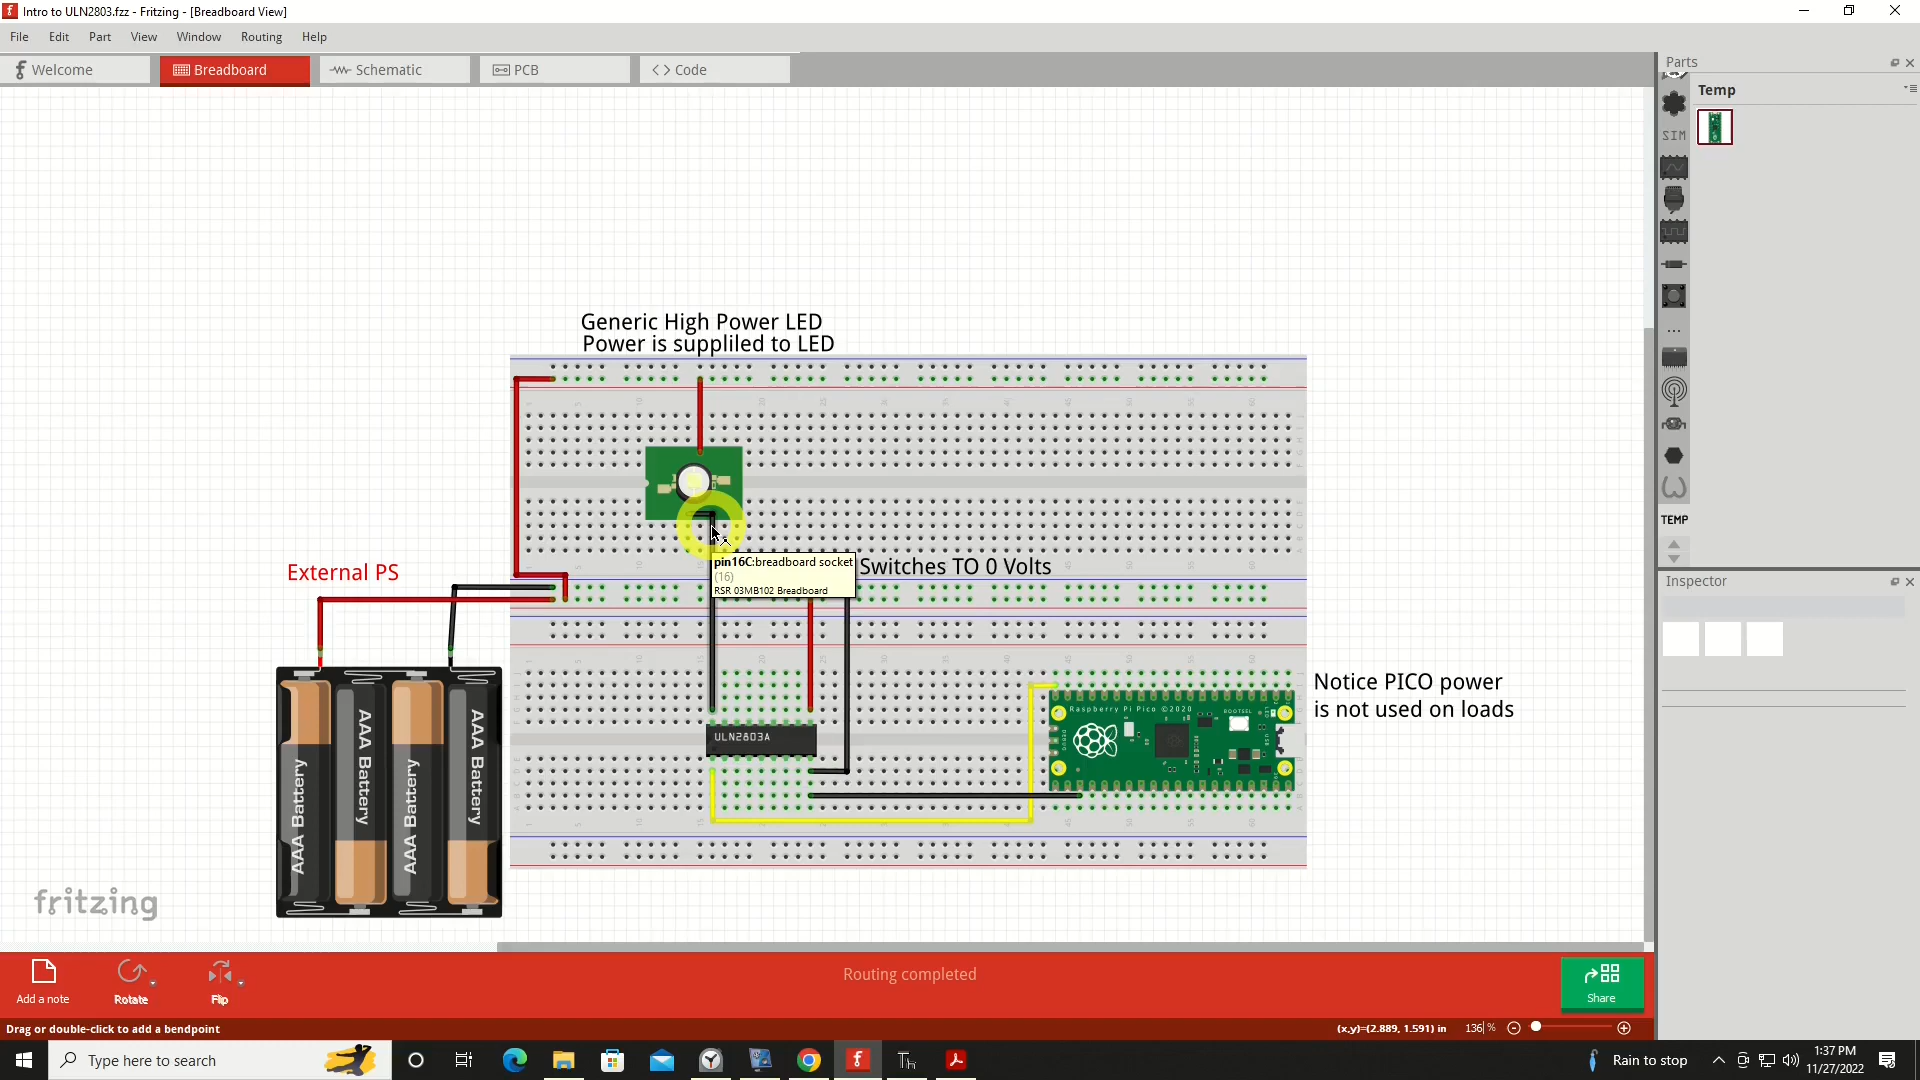 Intro to ULN2803.fzz - Fritzing - [Breadboard View]
File Edit Part View Window Routing Help
Welcome
Breadboard
Schematic
PCB
Code
Parts
Temp
SIM
TEMP
Inspector
Generic High Power LED
Power is suppliled to LED
pin16C:breadboard socket
(16)
RSR 03MB102 Breadboard
Switches TO 0 Volts
External PS
Notice PICO power
is not used on loads
Raspberry Pi Pico ©2020
BOOTSEL
USB
DEBUG
LED
ULN2803A
AAA Battery
AAA Battery
AAA Battery
AAA Battery
fritzing
Add a note
Rotate
Flip
Routing completed
Share
Drag or double-click to add a bendpoint
(x,y)=(2.889, 1.591) in
136 %
Type here to search
Rain to stop
1:37 PM
11/27/2022